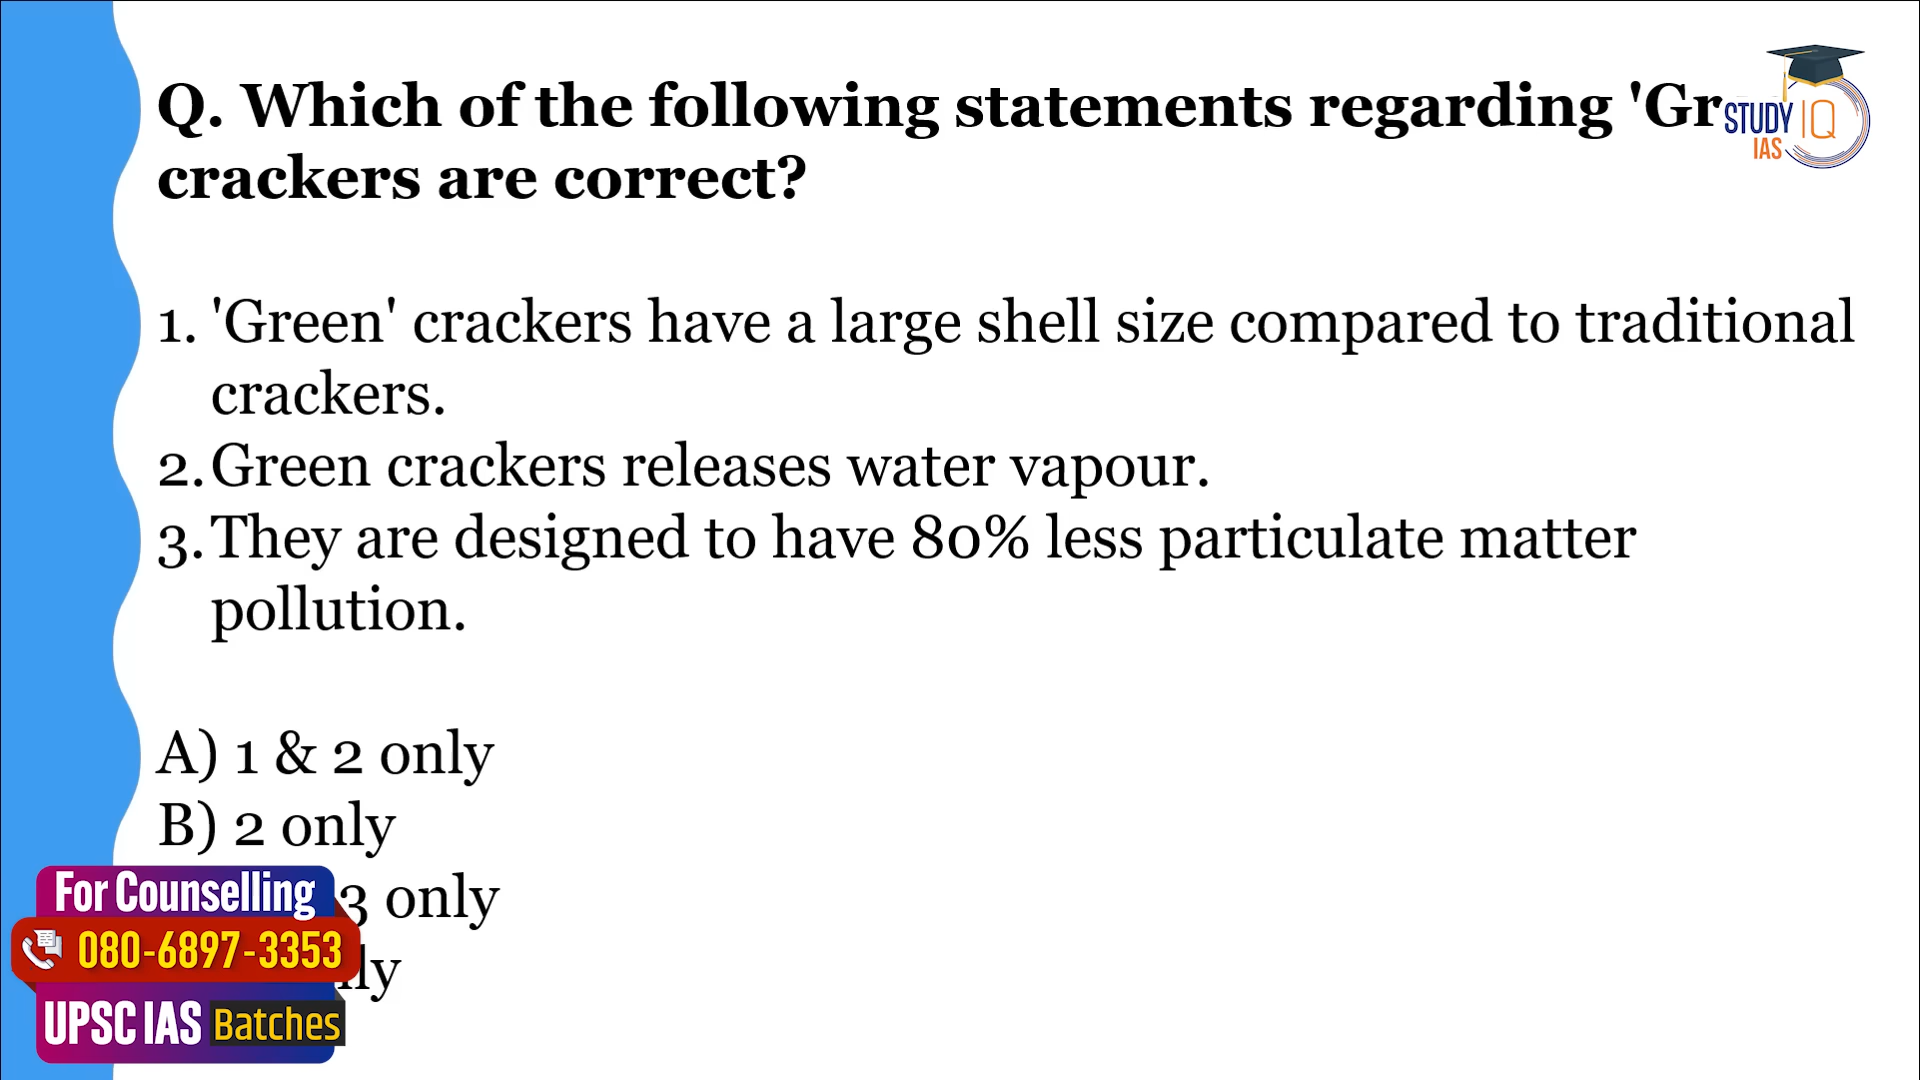 Q. Which of the following statements regarding 'Gr
crackers are correct?
STUDY IQ
IAS
1. 'Green' crackers have a large shell size compared to traditional
crackers.
2. Green crackers releases water vapour.
3. They are designed to have 80% less particulate matter
pollution.
A) 1 & 2 only
B) 2 only
3 only
ly
For Counselling
080-6897-3353
UPSC IAS Batches